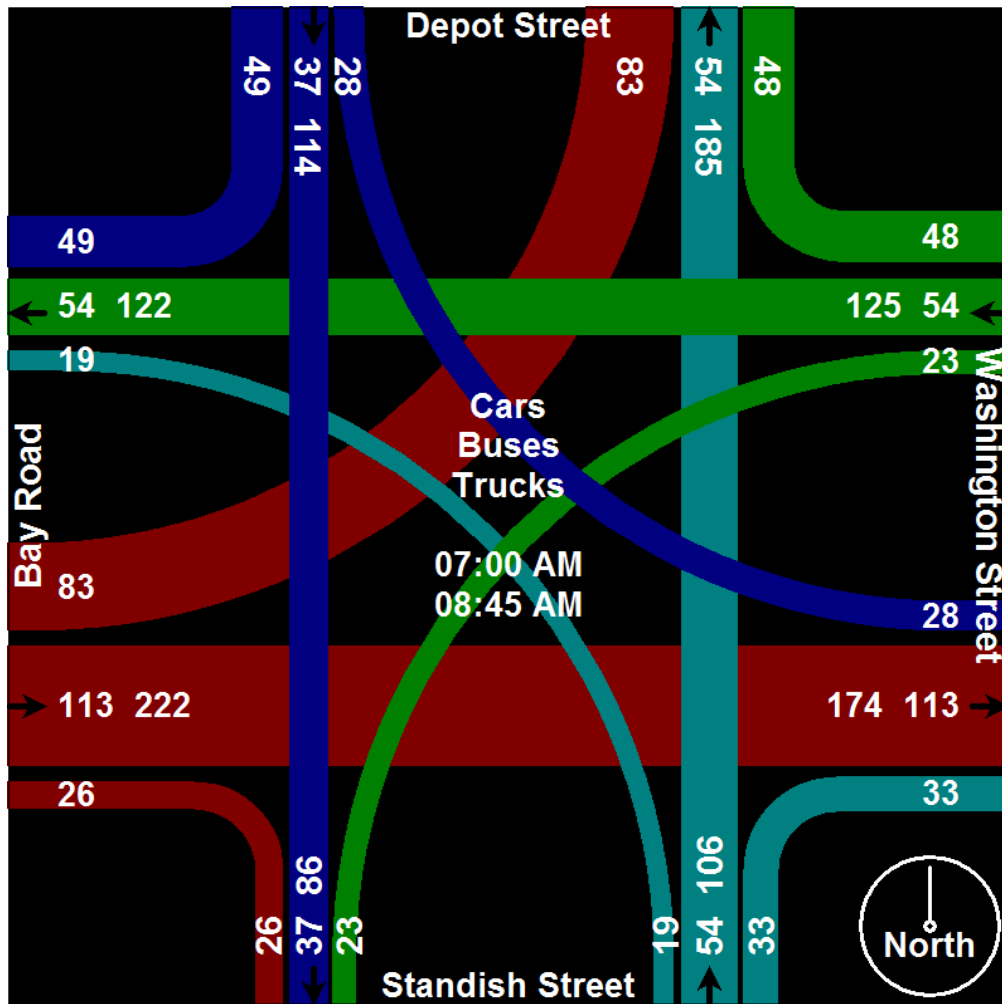 Depot Street
49
37 114
28
83
54 185
48
49
48
54 122
125 54
19
23
Cars
Buses
Trucks
Bay Road
Washington Street
07:00 AM
08:45 AM
83
28
113 222
174 113
26
33
26
37 86
23
19
54 106
33
North
Standish Street